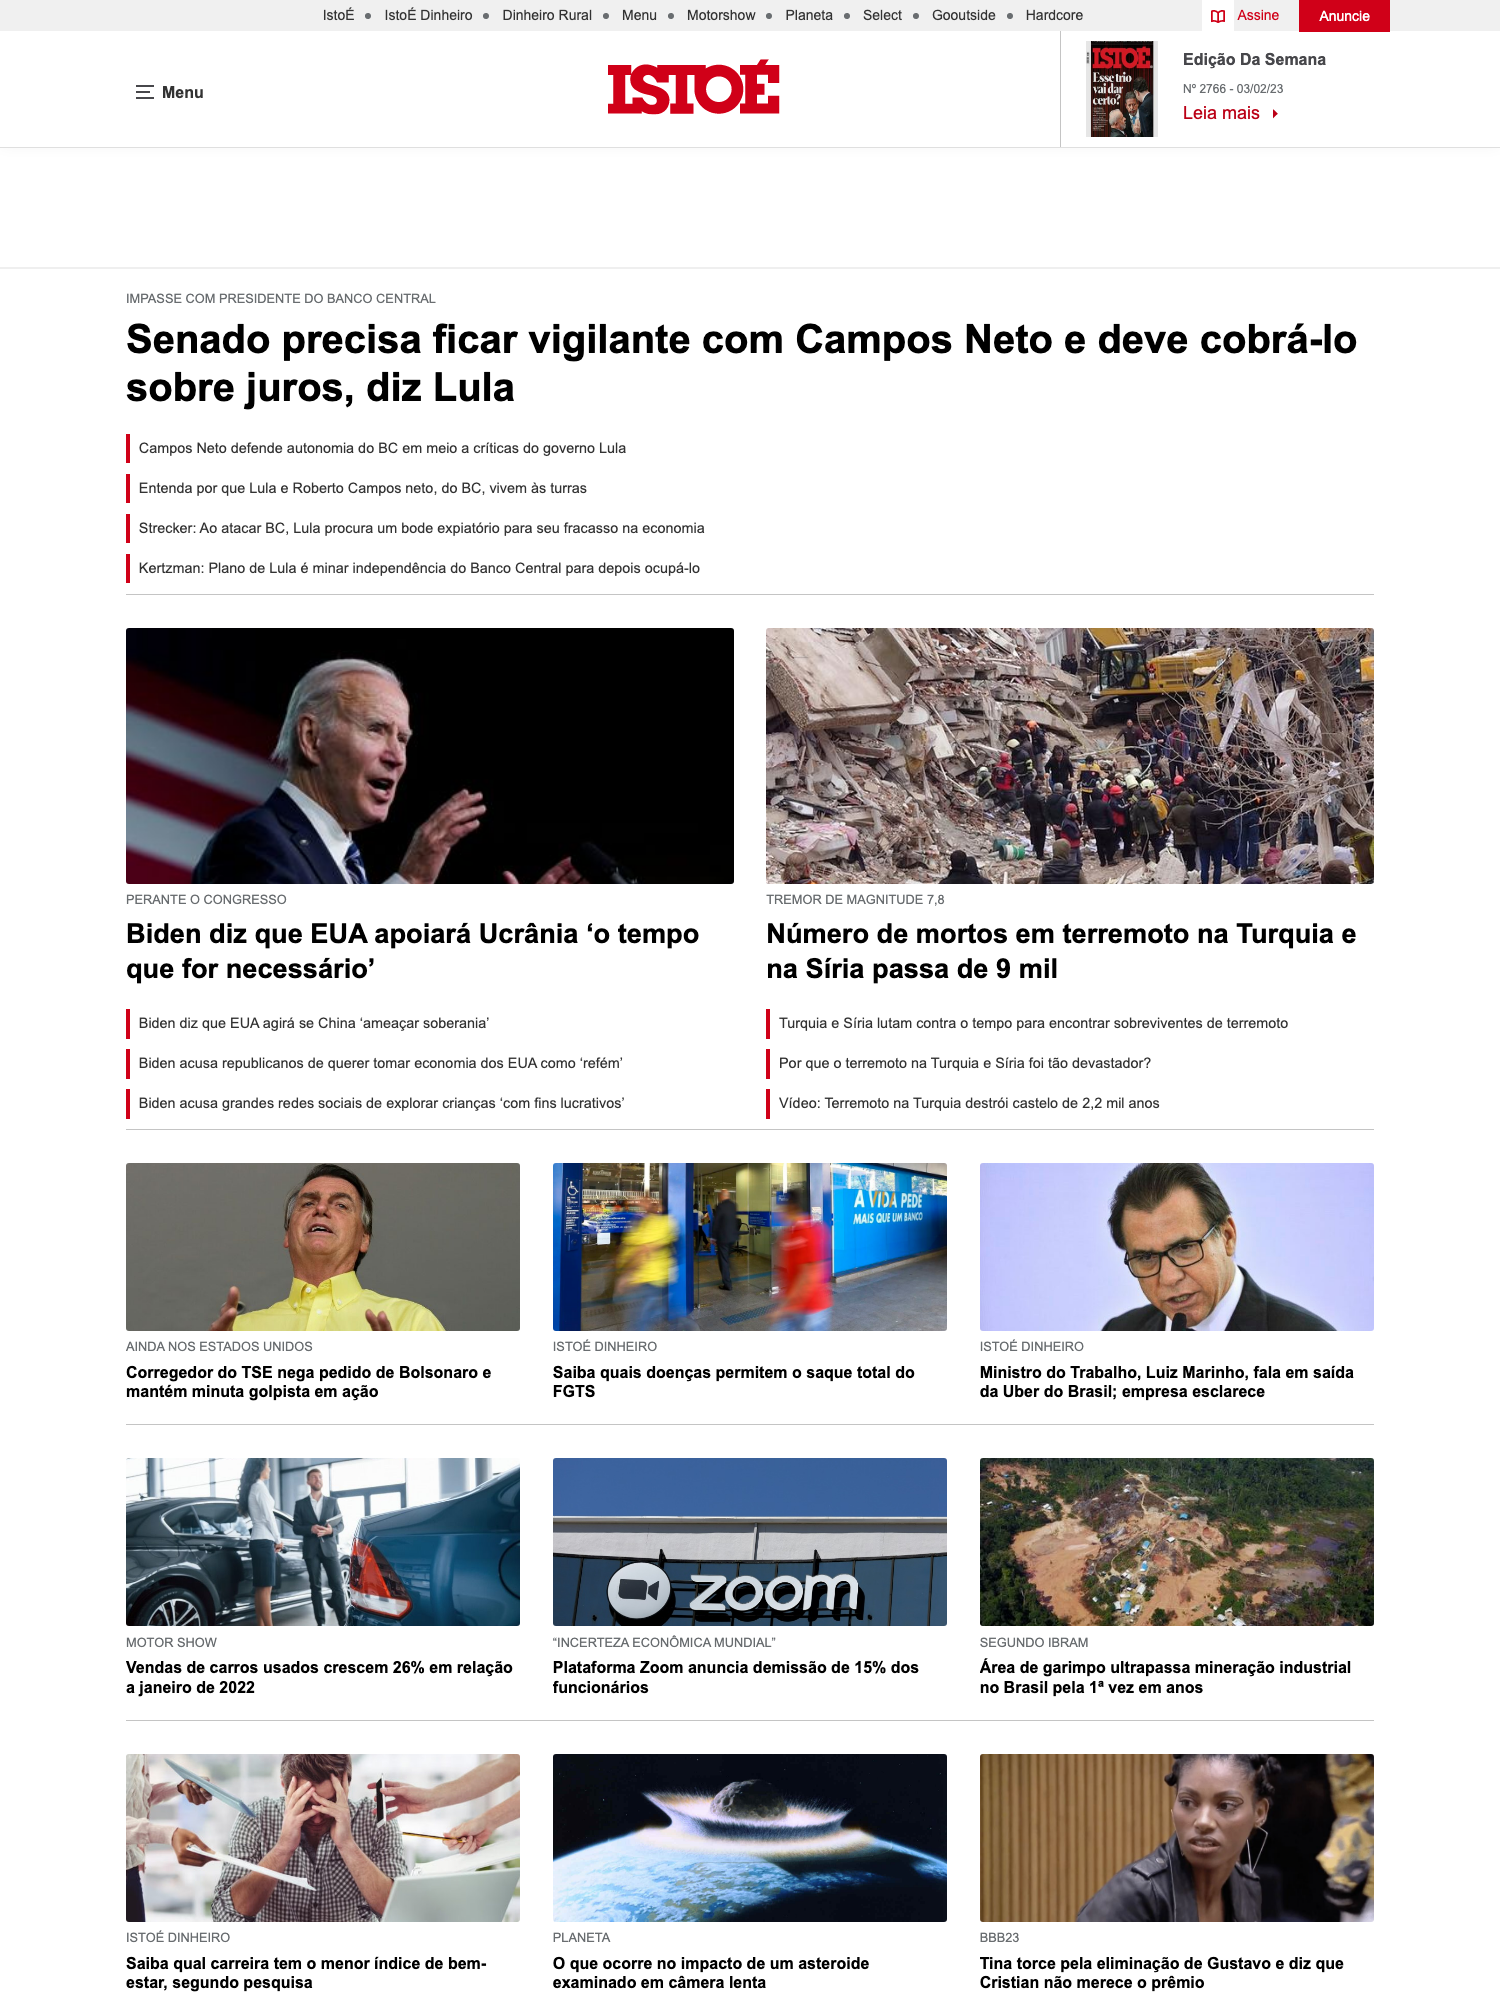 IstoÉ
IstoÉ Dinheiro
Dinheiro Rural
Menu
Motorshow
Planeta
Select
Gooutside
Hardcore
Assine
Anuncie
Menu
ISTOÉ
ISTOÉ
Esse trio
vai dar
certo?
Edição Da Semana
Nº 2766 - 03/02/23
Leia mais
IMPASSE COM PRESIDENTE DO BANCO CENTRAL
Senado precisa ficar vigilante com Campos Neto e deve cobrá-lo
sobre juros, diz Lula
Campos Neto defende autonomia do BC em meio a críticas do governo Lula
Entenda por que Lula e Roberto Campos neto, do BC, vivem às turras
Strecker: Ao atacar BC, Lula procura um bode expiatório para seu fracasso na economia
Kertzman: Plano de Lula é minar independência do Banco Central para depois ocupá-lo
PERANTE O CONGRESSO
Biden diz que EUA apoiará Ucrânia ‘o tempo
que for necessário’
Biden diz que EUA agirá se China ‘ameaçar soberania’
Biden acusa republicanos de querer tomar economia dos EUA como ‘refém’
Biden acusa grandes redes sociais de explorar crianças ‘com fins lucrativos’
TREMOR DE MAGNITUDE 7,8
Número de mortos em terremoto na Turquia e
na Síria passa de 9 mil
Turquia e Síria lutam contra o tempo para encontrar sobreviventes de terremoto
Por que o terremoto na Turquia e Síria foi tão devastador?
Vídeo: Terremoto na Turquia destrói castelo de 2,2 mil anos
AINDA NOS ESTADOS UNIDOS
Corregedor do TSE nega pedido de Bolsonaro e
mantém minuta golpista em ação
A VIDA PEDE
MAIS QUE UM BANCO
ISTOÉ DINHEIRO
Saiba quais doenças permitem o saque total do
FGTS
ISTOÉ DINHEIRO
Ministro do Trabalho, Luiz Marinho, fala em saída
da Uber do Brasil; empresa esclarece
MOTOR SHOW
Vendas de carros usados crescem 26% em relação
a janeiro de 2022
zoom
“INCERTEZA ECONÔMICA MUNDIAL”
Plataforma Zoom anuncia demissão de 15% dos
funcionários
SEGUNDO IBRAM
Área de garimpo ultrapassa mineração industrial
no Brasil pela 1ª vez em anos
ISTOÉ DINHEIRO
Saiba qual carreira tem o menor índice de bem-
estar, segundo pesquisa
PLANETA
O que ocorre no impacto de um asteroide
examinado em câmera lenta
BBB23
Tina torce pela eliminação de Gustavo e diz que
Cristian não merece o prêmio